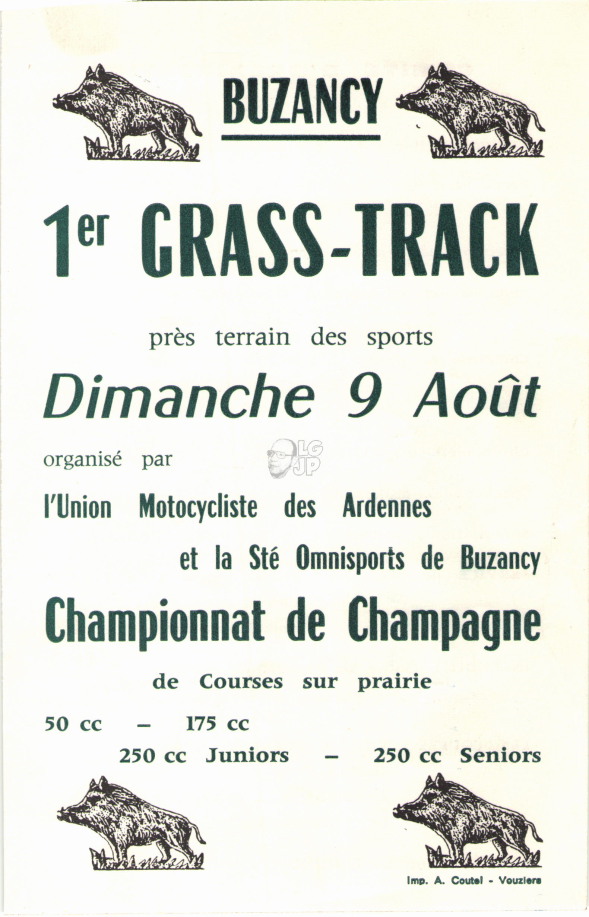 BUZANCY
1er GRASS-TRACK
près terrain des sports
Dimanche 9 Août
organisé par
LG
JP
l'Union Motocycliste des Ardennes
et la Sté Omnisports de Buzancy
Championnat de Champagne
de Courses sur prairie
50 cc – 175 cc
250 cc Juniors – 250 cc Seniors
Imp. A. Coutel - Vouziers